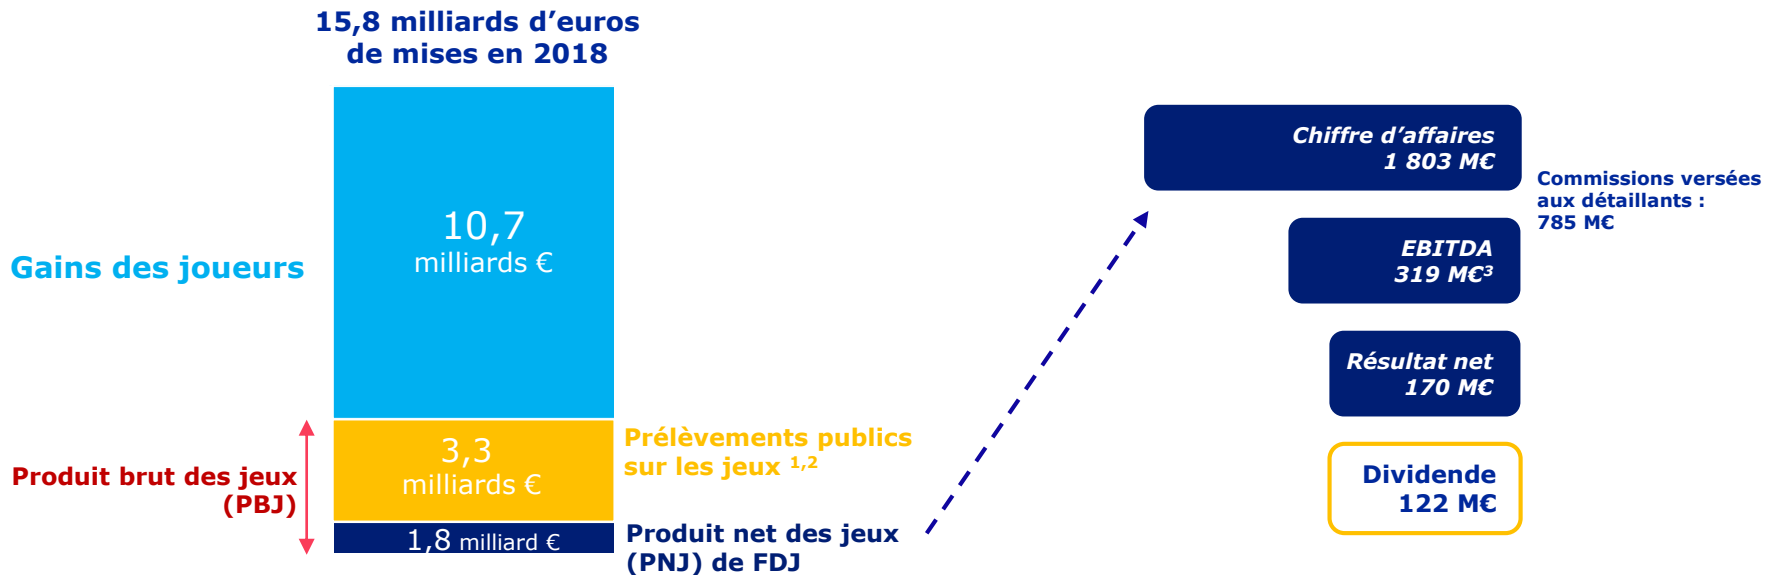 15,8 milliards d’euros
de mises en 2018
Gains des joueurs
10,7
milliards €
Produit brut des jeux
(PBJ)
3,3
milliards €
Prélèvements publics
sur les jeux 1,2
1,8 milliard €
Produit net des jeux
(PNJ) de FDJ
Chiffre d’affaires
1 803 M€
Commissions versées
aux détaillants :
785 M€
EBITDA
319 M€3
Résultat net
170 M€
Dividende
122 M€